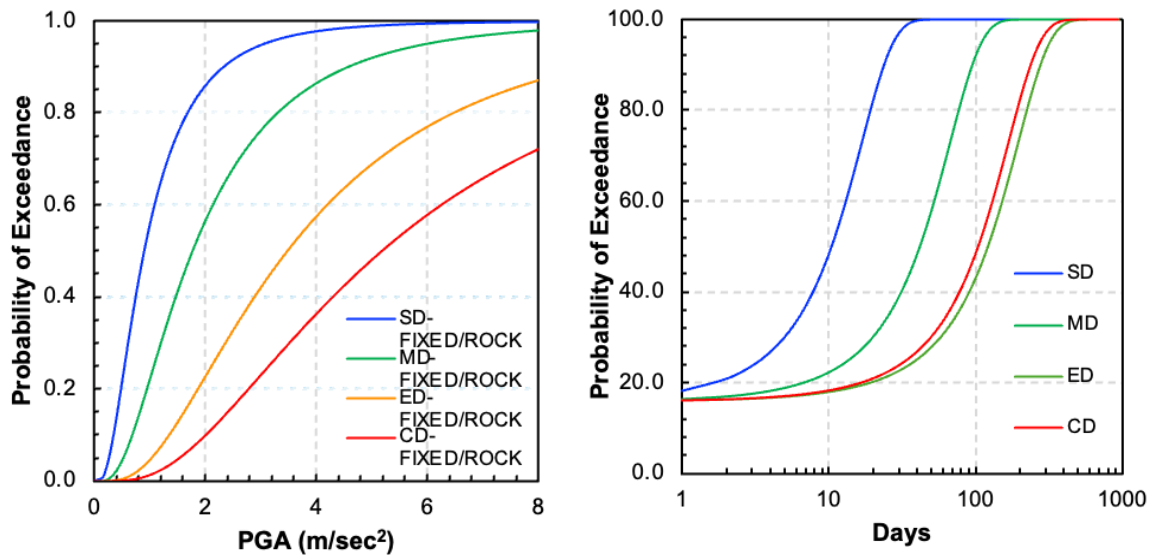 Probability of Exceedance
1.0
0.8
0.6
0.4
0.2
0.0
0
2
4
6
8
PGA (m/sec²)
SD-
FIXED/ROCK
MD-
FIXED/ROCK
ED-
FIXED/ROCK
CD-
FIXED/ROCK
Probability of Exceedance
100.0
80.0
60.0
40.0
20.0
0.0
1
10
100
1000
Days
SD
MD
ED
CD